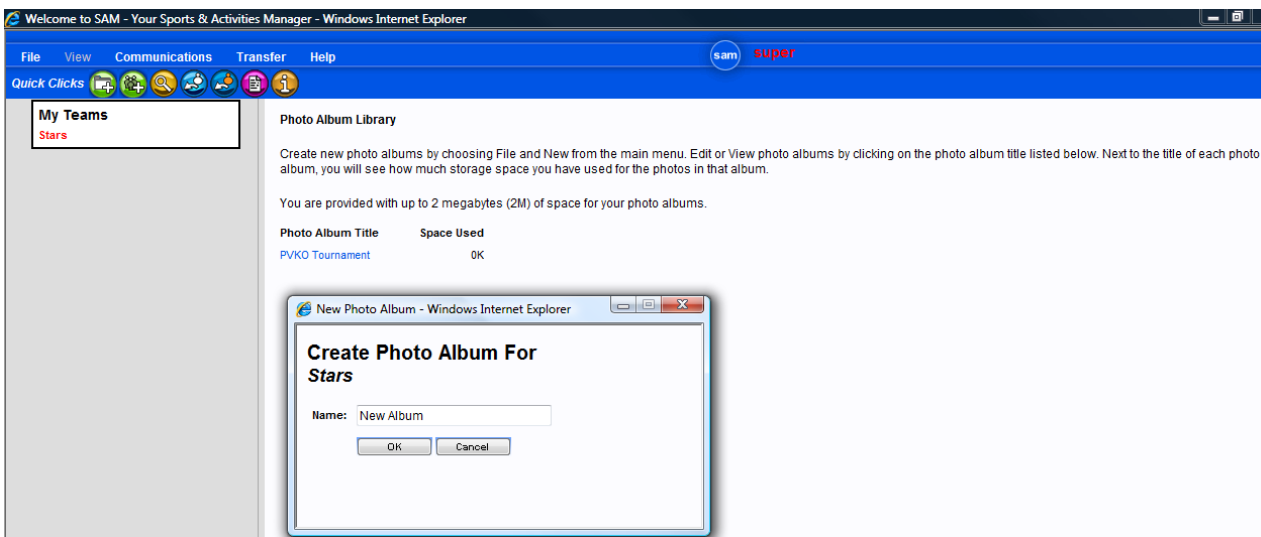 Welcome to SAM - Your Sports & Activities Manager - Windows Internet Explorer
File View Communications Transfer Help
sam super
Quick Clicks
My Teams
Stars
Photo Album Library
Create new photo albums by choosing File and New from the main menu. Edit or View photo albums by clicking on the photo album title listed below. Next to the title of each photo
album, you will see how much storage space you have used for the photos in that album.
You are provided with up to 2 megabytes (2M) of space for your photo albums.
Photo Album Title Space Used
PVKO Tournament 0K
New Photo Album - Windows Internet Explorer
Create Photo Album For
Stars
Name: New Album
OK Cancel